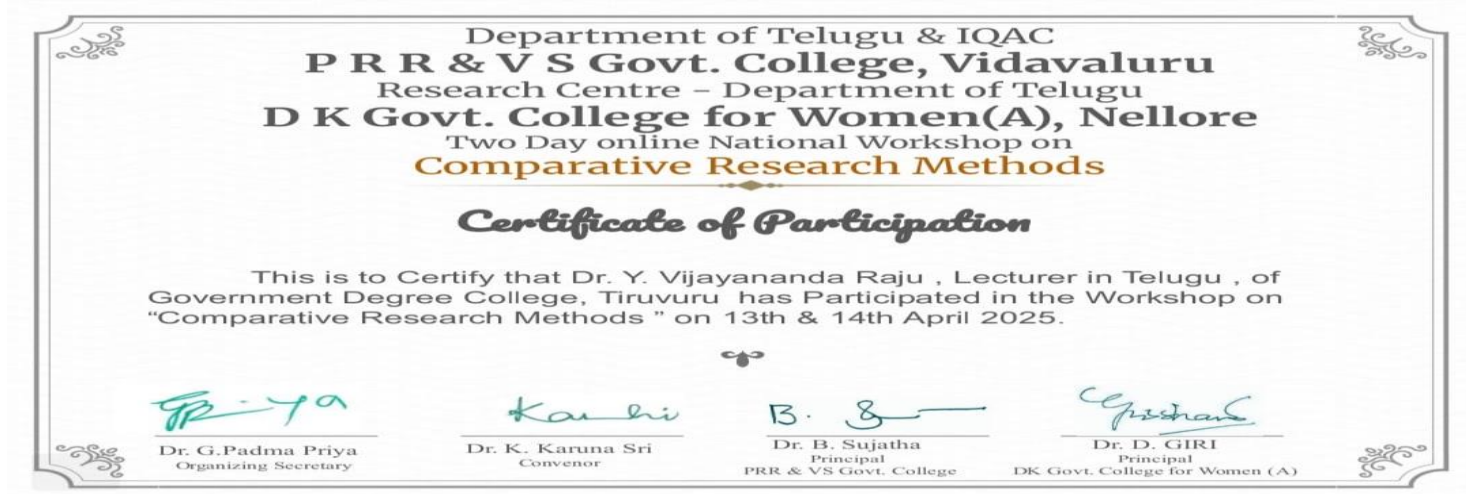 Department of Telugu & IQAC
P R R & V S Govt. College, Vidavaluru
Research Centre – Department of Telugu
D K Govt. College for Women(A), Nellore
Two Day online National Workshop on
Comparative Research Methods
Certificate of Participation
This is to Certify that Dr. Y. Vijayananda Raju , Lecturer in Telugu , of
Government Degree College, Tiruvuru has Participated in the Workshop on
“Comparative Research Methods ” on 13th & 14th April 2025.
Dr. G.Padma Priya
Organizing Secretary
Dr. K. Karuna Sri
Convenor
B.
Dr. B. Sujatha
Principal
PRR & VS Govt. College
Dr. D. GIRI
Principal
DK Govt. College for Women (A)